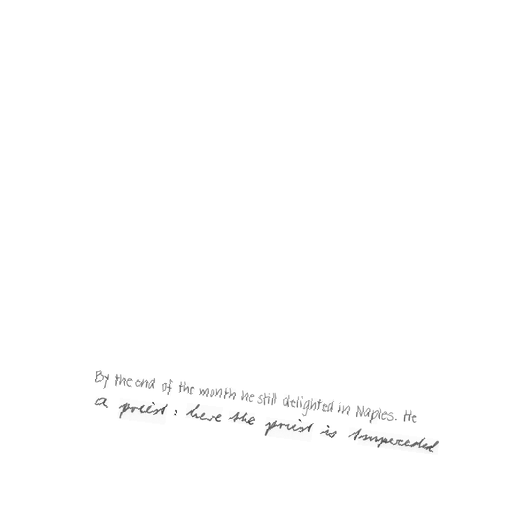 By the end of the month he still delighted in Naples. He
a priest : here the priest is superseded